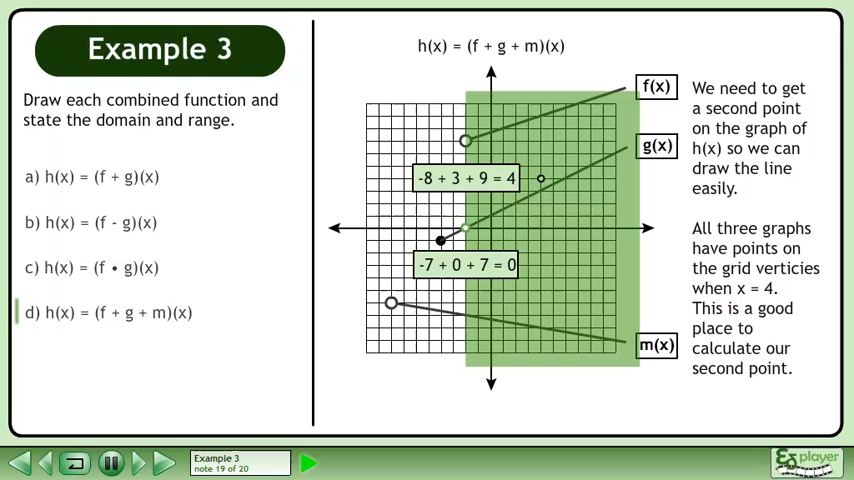 Example 3
Draw each combined function and
state the domain and range.
a) h(x) = (f + g)(x)
b) h(x) = (f - g)(x)
c) h(x) = (f • g)(x)
d) h(x) = (f + g + m)(x)
h(x) = (f + g + m)(x)
f(x)
g(x)
-8 + 3 + 9 = 4
-7 + 0 + 7 = 0
m(x)
We need to get
a second point
on the graph of
h(x) so we can
draw the line
easily.
All three graphs
have points on
the grid verticies
when x = 4.
This is a good
place to
calculate our
second point.
Example 3
note 19 of 20
player